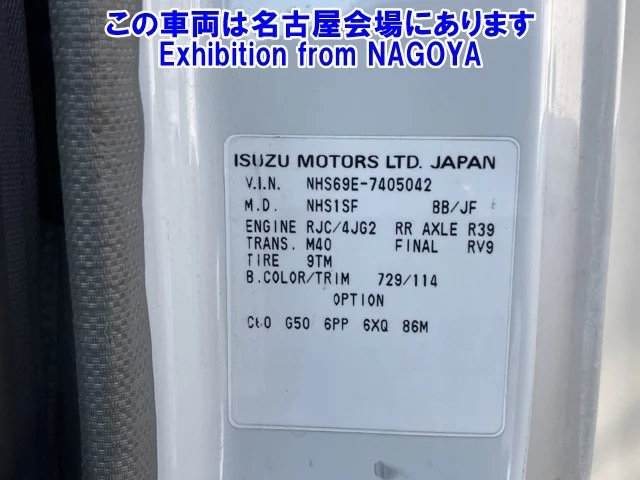 この車両は名古屋会場にあります
Exhibition from NAGOYA
ISUZU MOTORS LTD. JAPAN
V.I.N. NHS69E-7405042
M.D. NHS1SF BB/JF
ENGINE RJC/4JG2 RR AXLE R39
TRANS. M40 FINAL RV9
TIRE 9TM
B.COLOR/TRIM 729/114
OPTION
C60 G50 6PP 6XQ 86M